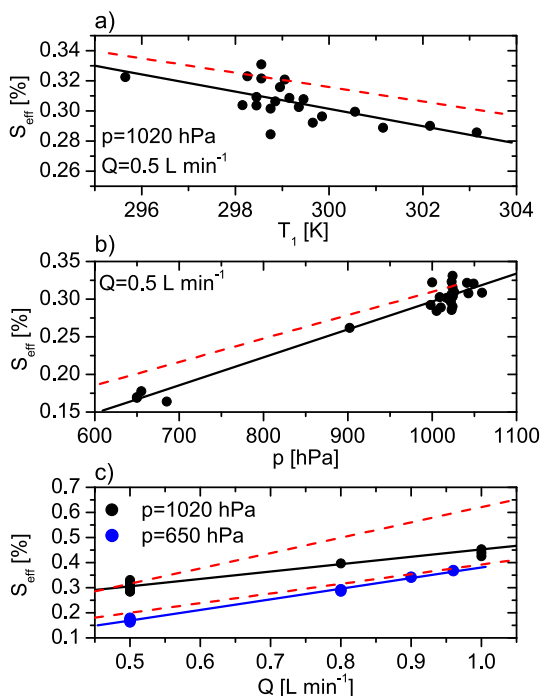 a)
0.34
0.32
0.30
0.28
0.26
S_eff [%]
p=1020 hPa
Q=0.5 L min⁻¹
296 298 300 302 304
T₁ [K]
b)
0.35
0.30
0.25
0.20
0.15
S_eff [%]
Q=0.5 L min⁻¹
600 700 800 900 1000 1100
p [hPa]
c)
0.7
0.6
0.5
0.4
0.3
0.2
0.1
S_eff [%]
p=1020 hPa
p=650 hPa
0.5 0.6 0.7 0.8 0.9 1.0
Q [L min⁻¹]